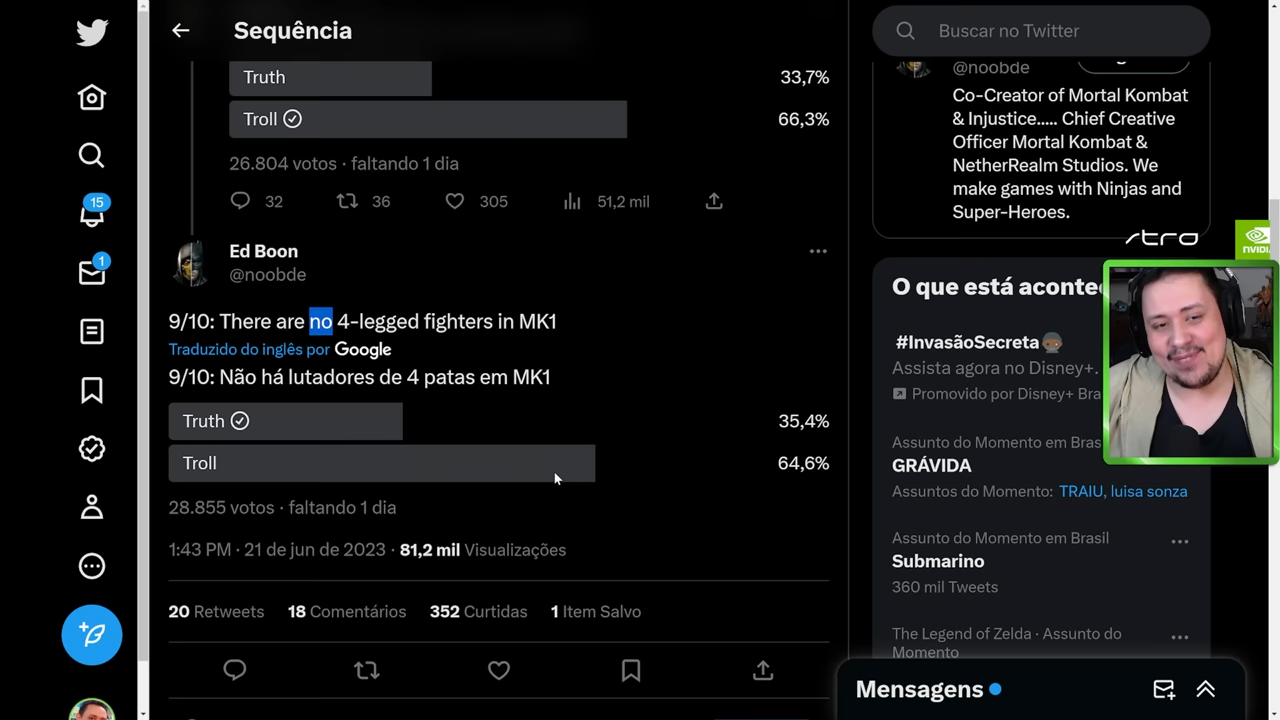 Sequência
Buscar no Twitter
Truth
33,7%
Troll
66,3%
26.804 votos · faltando 1 dia
32
36
305
51,2 mil
@noobde
Co-Creator of Mortal Kombat
& Injustice..... Chief Creative
Officer Mortal Kombat &
NetherRealm Studios. We
make games with Ninjas and
Super-Heroes.
15
1
Ed Boon
@noobde
9/10: There are no 4-legged fighters in MK1
Traduzido do inglês por Google
9/10: Não há lutadores de 4 patas em MK1
Truth
35,4%
Troll
64,6%
28.855 votos · faltando 1 dia
1:43 PM · 21 de jun de 2023 · 81,2 mil Visualizações
20 Retweets 18 Comentários 352 Curtidas 1 Item Salvo
NVIDI
O que está aconte
#InvasãoSecreta
Assista agora no Disney+.
Promovido por Disney+ Bra
Assunto do Momento em Bras
GRÁVIDA
Assuntos do Momento: TRAIU, luisa sonza
Assunto do Momento em Brasil
Submarino
360 mil Tweets
The Legend of Zelda · Assunto do
Momento
Mensagens